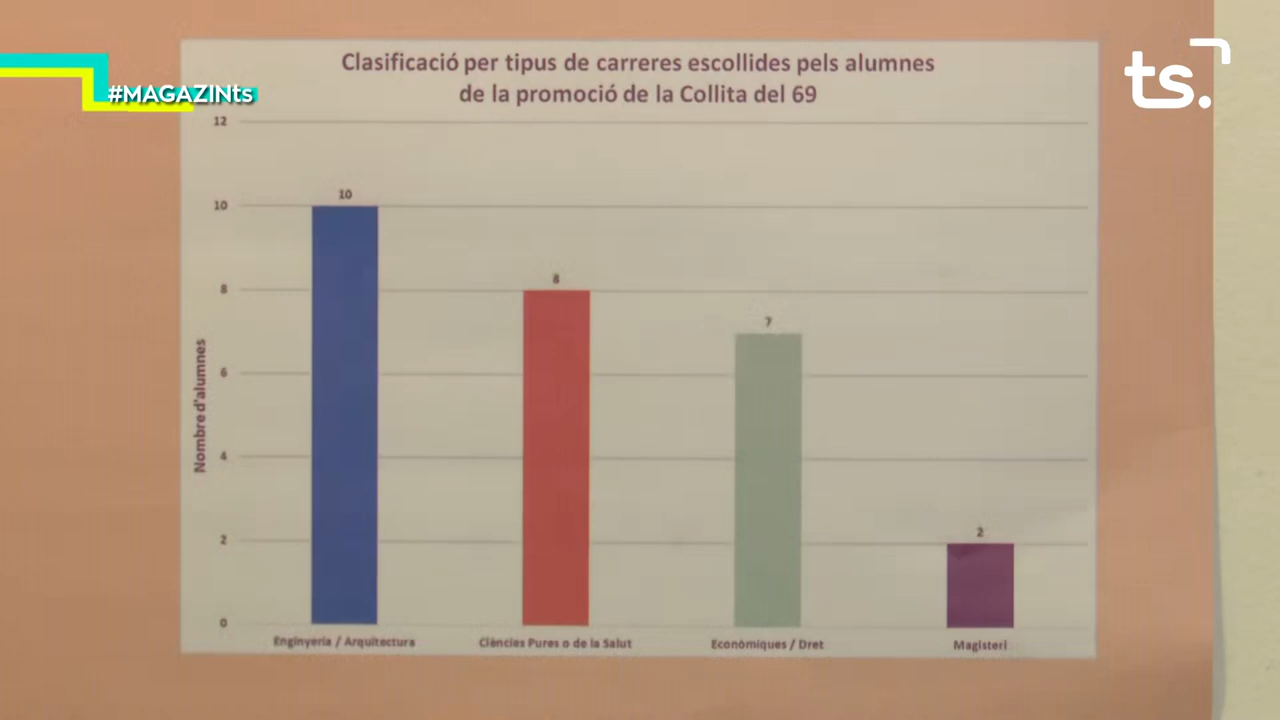 #MAGAZINts
ts.
Clasificació per tipus de carreres escollides pels alumnes
de la promoció de la Collita del 69
12
10
8
6
4
2
0
Nombre d'alumnes
10
8
7
2
Enginyeria / Arquitectura
Ciències Pures o de la Salut
Econòmiques / Dret
Magisteri